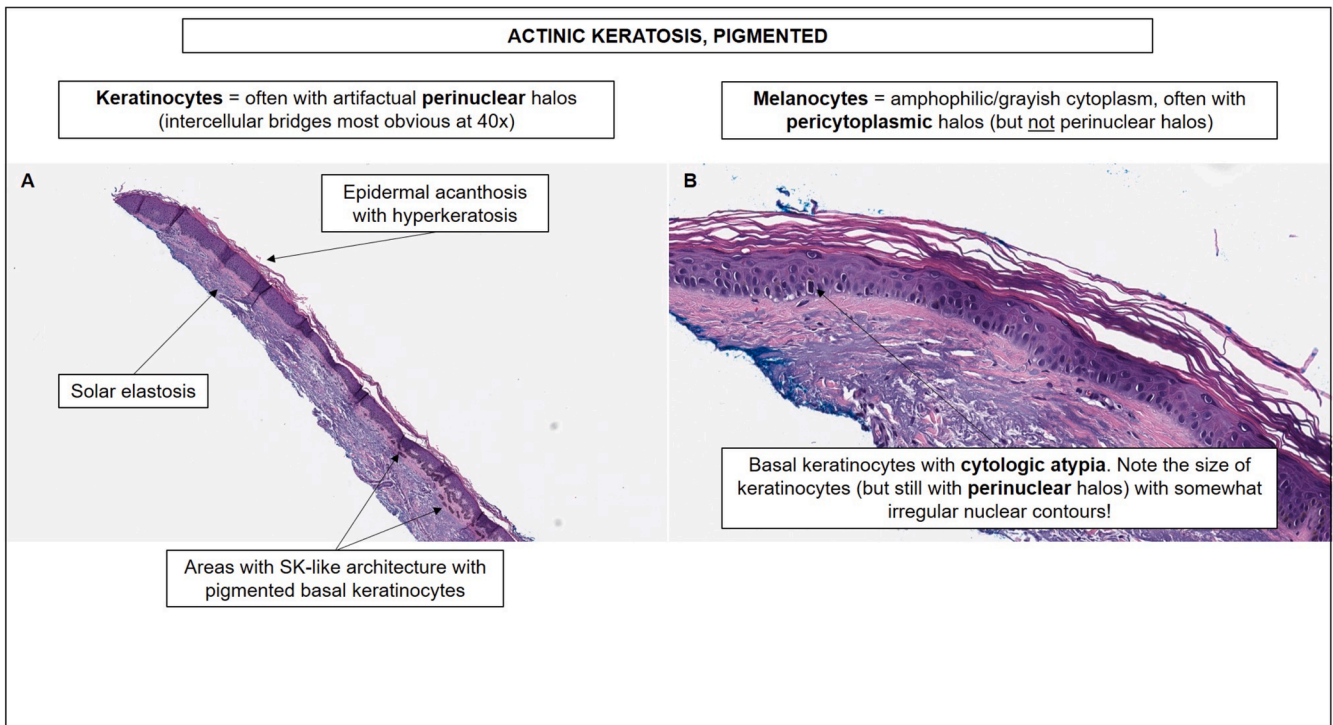 ACTINIC KERATOSIS, PIGMENTED
Keratinocytes = often with artifactual perinuclear halos
(intercellular bridges most obvious at 40x)
Melanocytes = amphophilic/grayish cytoplasm, often with
pericytoplasmic halos (but not perinuclear halos)
A
Epidermal acanthosis
with hyperkeratosis
Solar elastosis
Areas with SK-like architecture with
pigmented basal keratinocytes
B
Basal keratinocytes with cytologic atypia. Note the size of
keratinocytes (but still with perinuclear halos) with somewhat
irregular nuclear contours!